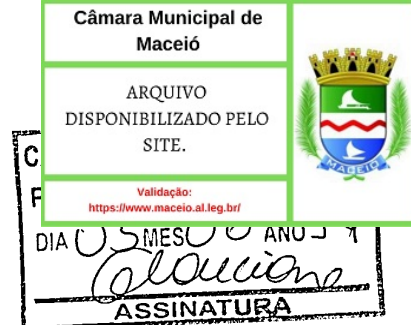 Câmara Municipal de
Maceió
ARQUIVO
DISPONIBILIZADO PELO
SITE.
Validação:
https://www.maceio.al.leg.br/
MACEIÓ
DIA MES ANO
ASSINATURA